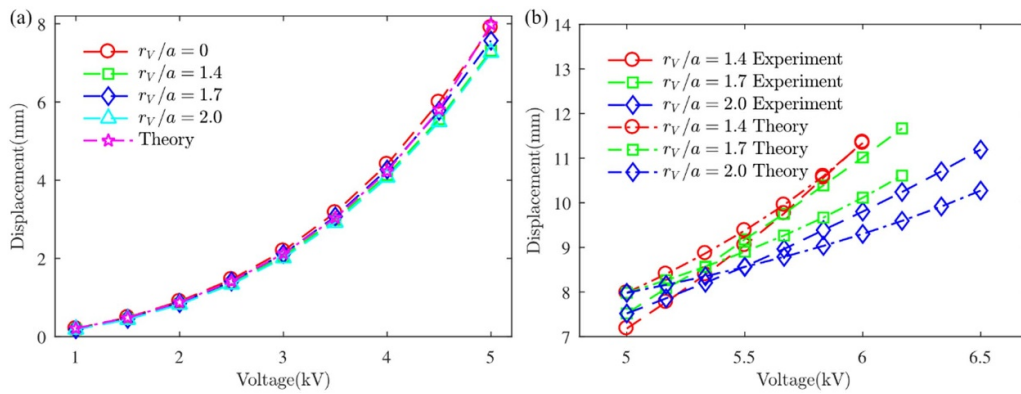 (a)
8
6
4
2
0
Displacement(mm)
r_V/a = 0
r_V/a = 1.4
r_V/a = 1.7
r_V/a = 2.0
Theory
1
2
3
4
5
Voltage(kV)
(b)
14
13
12
11
10
9
8
7
Displacement(mm)
r_V/a = 1.4 Experiment
r_V/a = 1.7 Experiment
r_V/a = 2.0 Experiment
r_V/a = 1.4 Theory
r_V/a = 1.7 Theory
r_V/a = 2.0 Theory
5
5.5
6
6.5
Voltage(kV)